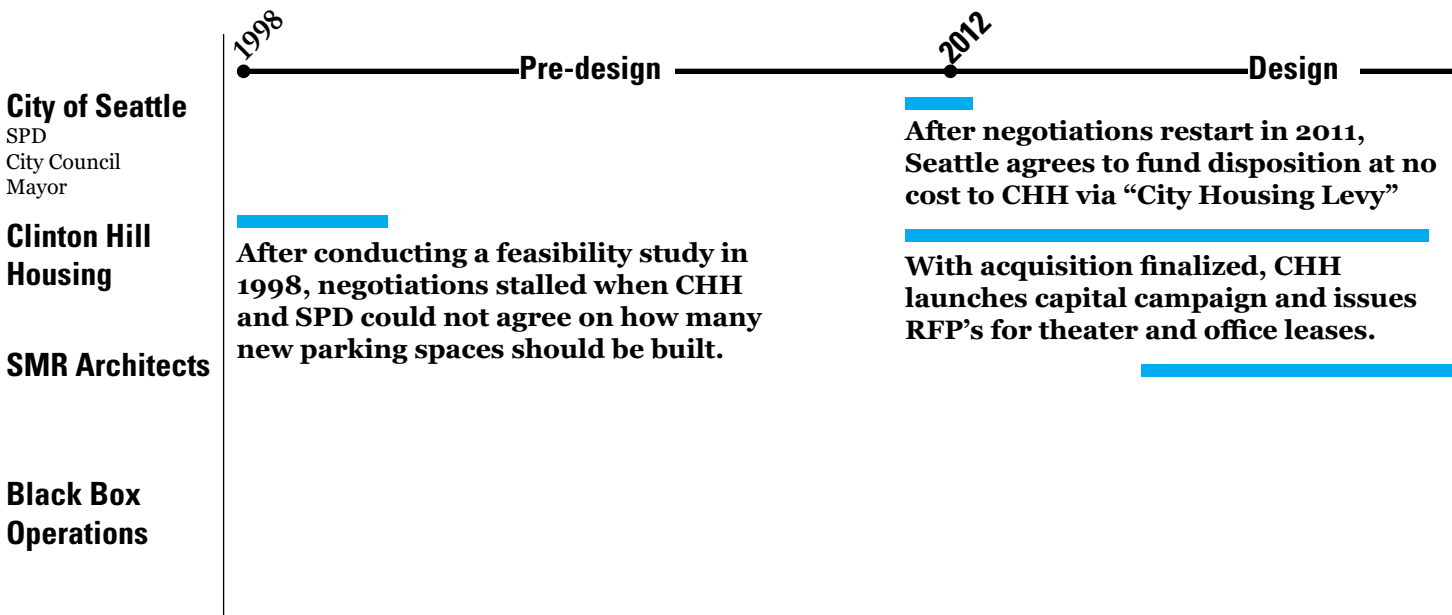 1998
2012
Pre-design
Design
City of Seattle
SPD
City Council
Mayor
After negotiations restart in 2011,
Seattle agrees to fund disposition at no
cost to CHH via “City Housing Levy”
Clinton Hill
Housing
After conducting a feasibility study in
1998, negotiations stalled when CHH
and SPD could not agree on how many
new parking spaces should be built.
With acquisition finalized, CHH
launches capital campaign and issues
RFP's for theater and office leases.
SMR Architects
Black Box
Operations